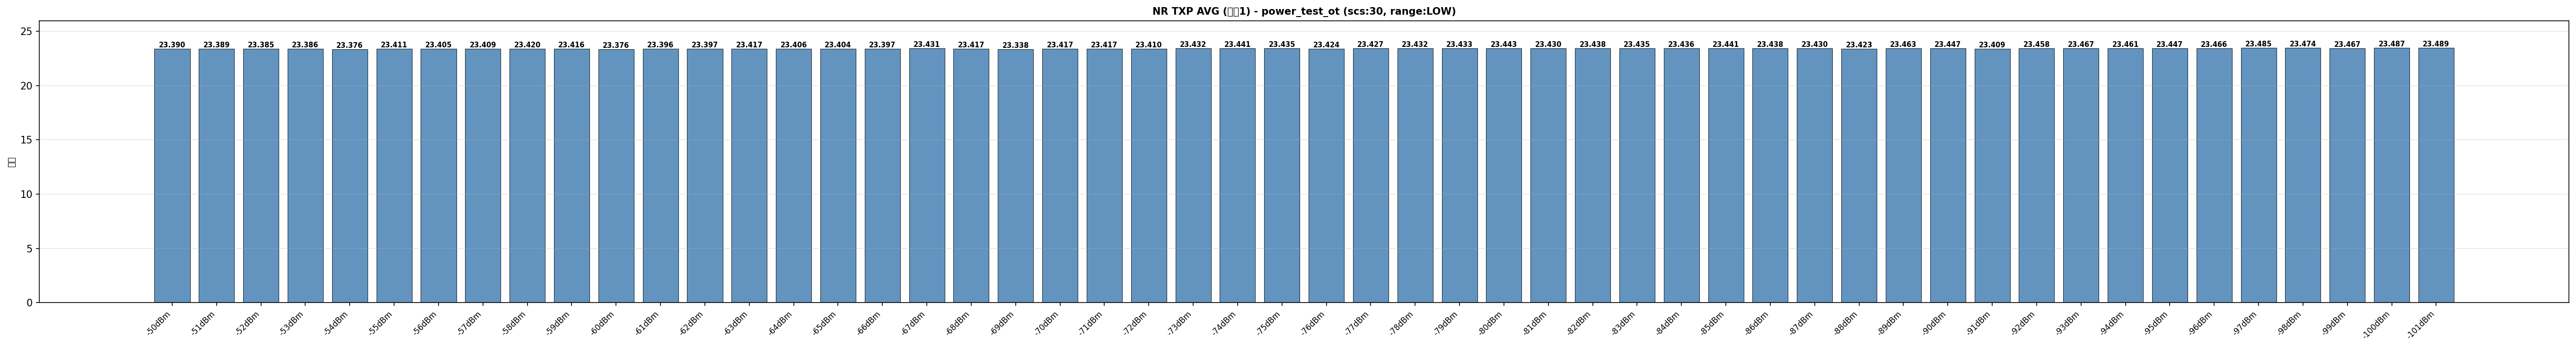 NR TXP AVG (□□1) - power_test_ot (scs:30, range:LOW)
25
20
15
10
5
0
□□
23.390 23.389 23.385 23.386 23.376 23.411 23.405 23.409 23.420 23.416 23.376 23.396 23.397 23.417 23.406 23.404 23.397 23.431 23.417 23.338 23.417 23.417 23.410 23.432 23.441 23.435 23.424 23.427 23.432 23.433 23.443 23.430 23.438 23.435 23.436 23.441 23.438 23.430 23.423 23.463 23.447 23.409 23.458 23.467 23.461 23.447 23.466 23.485 23.474 23.467 23.487 23.489
-50dBm -51dBm -52dBm -53dBm -54dBm -55dBm -56dBm -57dBm -58dBm -59dBm -60dBm -61dBm -62dBm -63dBm -64dBm -65dBm -66dBm -67dBm -68dBm -69dBm -70dBm -71dBm -72dBm -73dBm -74dBm -75dBm -76dBm -77dBm -78dBm -79dBm -80dBm -81dBm -82dBm -83dBm -84dBm -85dBm -86dBm -87dBm -88dBm -89dBm -90dBm -91dBm -92dBm -93dBm -94dBm -95dBm -96dBm -97dBm -98dBm -99dBm -100dBm -101dBm